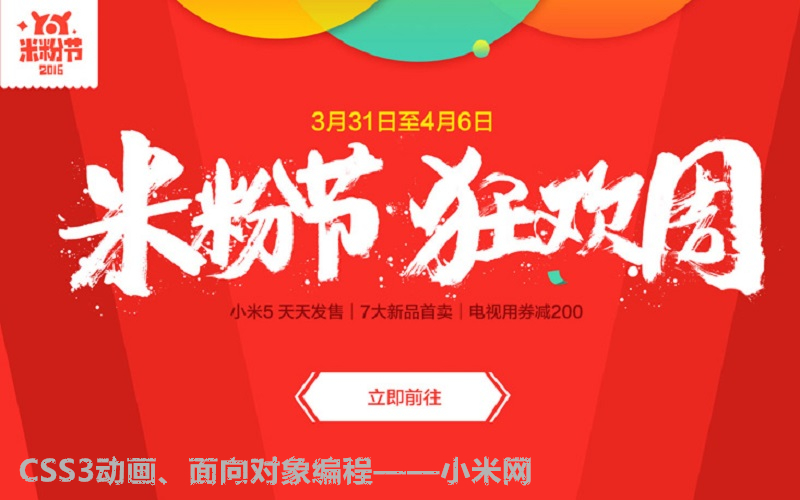 米粉节
2016
3月31日至4月6日
米粉节 狂欢周
小米5 天天发售 | 7大新品首卖 | 电视用券减200
立即前往
CSS3动画、面向对象编程——小米网